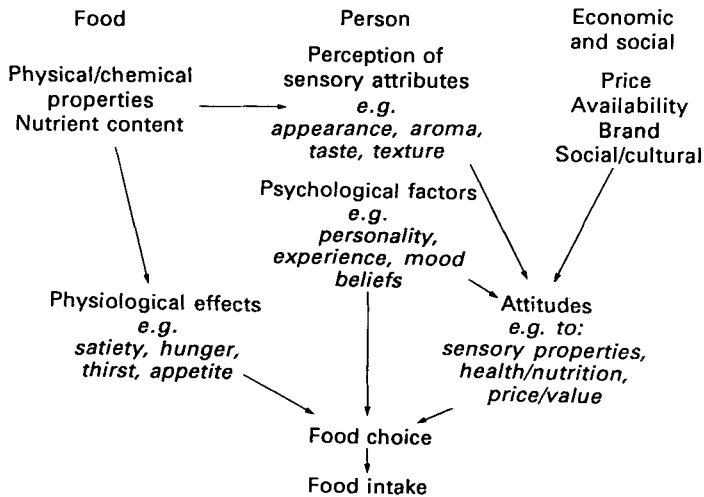 Food
Person
Economic
and social
Physical/chemical
properties
Nutrient content
Perception of
sensory attributes
e.g.
appearance, aroma,
taste, texture
Price
Availability
Brand
Social/cultural
Psychological factors
e.g.
personality,
experience, mood
beliefs
Physiological effects
e.g.
satiety, hunger,
thirst, appetite
Attitudes
e.g. to:
sensory properties,
health/nutrition,
price/value
Food choice
Food intake